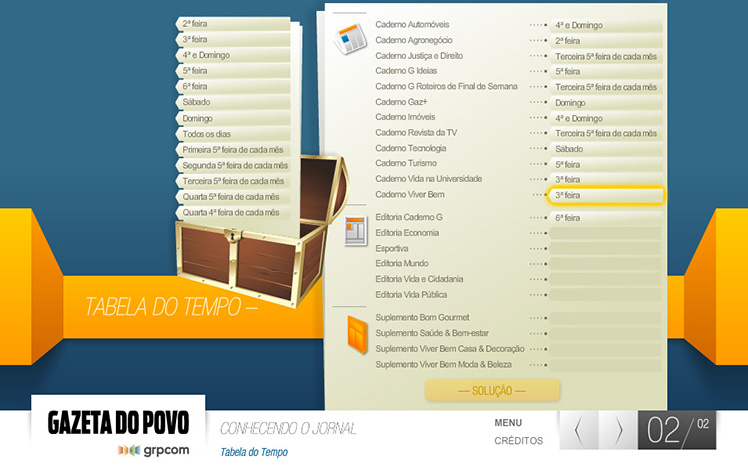 2ª feira
3ª feira
4ª e Domingo
5ª feira
6ª feira
Sábado
Domingo
Todos os dias
Primeira 5ª feira de cada mês
Segunda 5ª feira de cada mês
Terceira 5ª feira de cada mês
Quarta 5ª feira de cada mês
Quarta 4ª feira de cada mês
TABELA DO TEMPO —
Caderno Automóveis 4ª e Domingo
Caderno Agronegócio 2ª feira
Caderno Justiça e Direito Terceira 5ª feira de cada mês
Caderno G Ideias 5ª feira
Caderno G Roteiros de Final de Semana 6ª feira
Caderno Gaz+ Domingo
Caderno Imóveis 4ª e Domingo
Caderno Revista da TV Terceira 5ª feira de cada mês
Caderno Tecnologia Sábado
Caderno Turismo 5ª feira
Caderno Vida na Universidade 3ª feira
Caderno Viver Bem 3ª feira
Editoria Caderno G 6ª feira
Editoria Economia
Esportiva
Editoria Mundo
Editoria Vida e Cidadania
Editoria Vida Pública
Suplemento Bom Gourmet
Suplemento Saúde & Bem-estar
Suplemento Viver Bem Casa & Decoração
Suplemento Viver Bem Moda & Beleza
— SOLUÇÃO —
GAZETA DO POVO
grpcom
CONHECENDO O JORNAL
Tabela do Tempo
MENU
CRÉDITOS
02/02